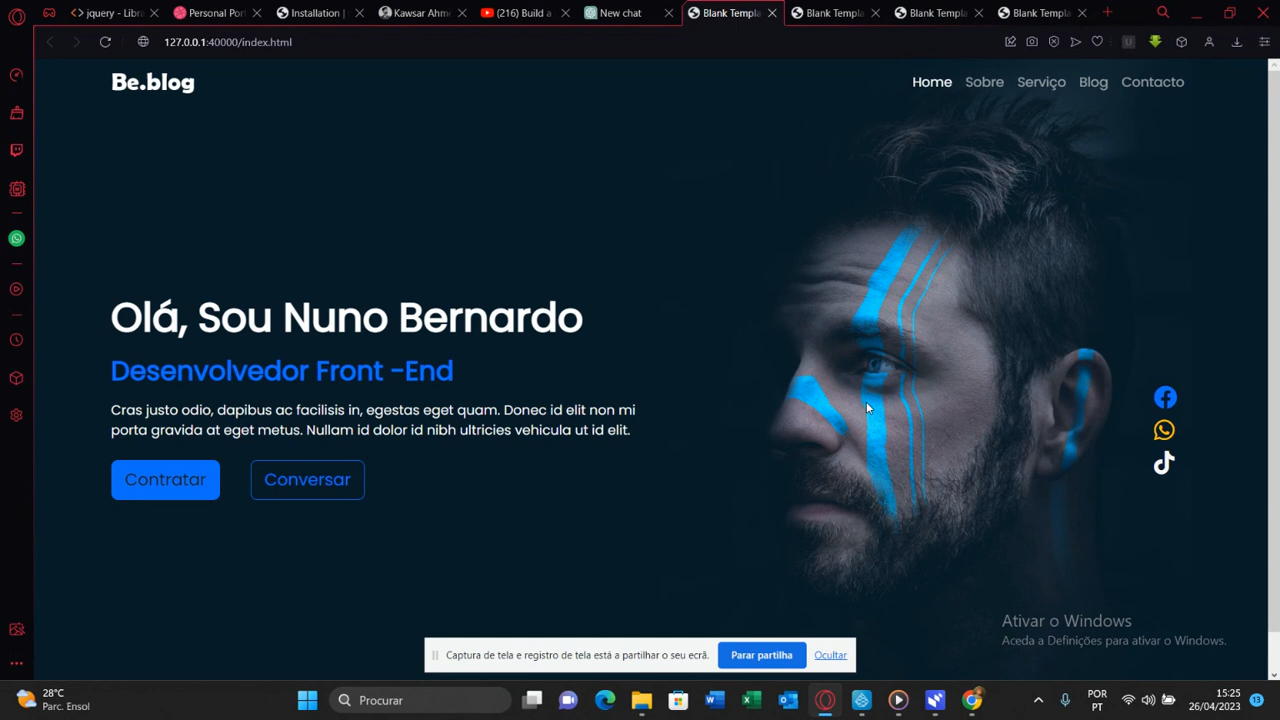 jquery - Libra
Personal Port
Installation |
Kawsar Ahme
(216) Build a
New chat
Blank Templa
Blank Templa
Blank Templa
Blank Templa
127.0.0.1:40000/index.html
Be.blog
Home Sobre Serviço Blog Contacto
Olá, Sou Nuno Bernardo
Desenvolvedor Front -End
Cras justo odio, dapibus ac facilisis in, egestas eget quam. Donec id elit non mi
porta gravida at eget metus. Nullam id dolor id nibh ultricies vehicula ut id elit.
Contratar Conversar
Ativar o Windows
Aceda a Definições para ativar o Windows.
Captura de tela e registro de tela está a partilhar o seu ecrã. Parar partilha Ocultar
28°C
Parc. Ensol
Procurar
POR
PT
15:25
26/04/2023
13